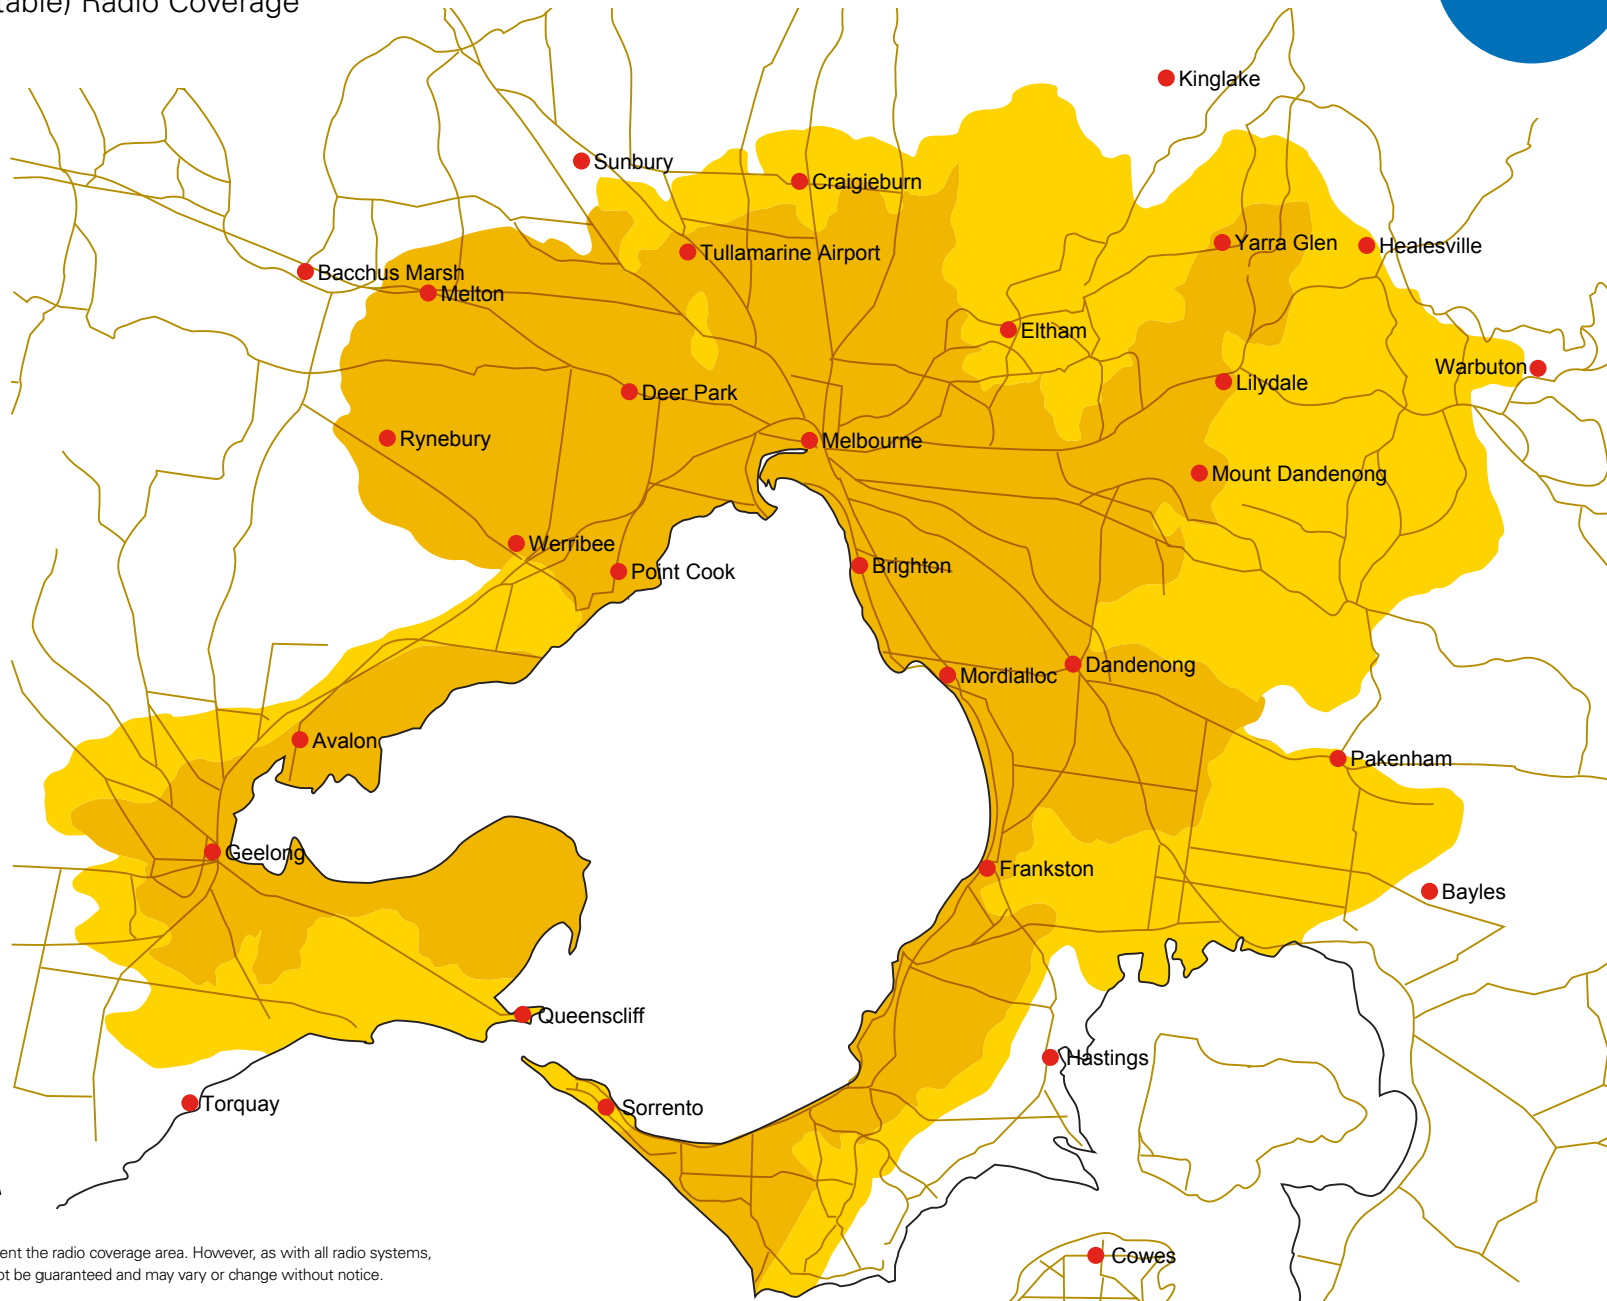 table) Radio Coverage
Kinglake
Sunbury
Craigieburn
Yarra Glen
Healesville
Tullamarine Airport
Bacchus Marsh
Melton
Eltham
Warbuton
Lilydale
Deer Park
Rynebury
Melbourne
Mount Dandenong
Werribee
Point Cook
Brighton
Dandenong
Mordialloc
Avalon
Pakenham
Geelong
Frankston
Bayles
Queenscliff
Hastings
Torquay
Sorrento
Cowes
ent the radio coverage area. However, as with all radio systems,
ot be guaranteed and may vary or change without notice.